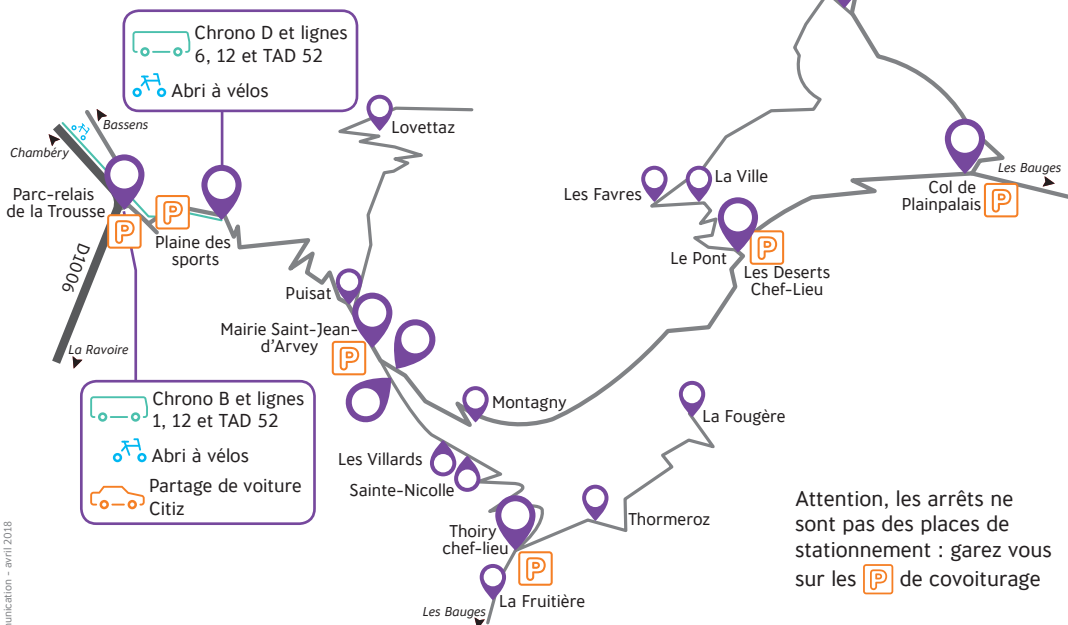 Chrono D et lignes
6, 12 et TAD 52
Abri à vélos
Bassens
Chambéry
Lovettaz
Parc-relais
de la Trousse
P
P
Plaine des
sports
D1006
La Ravoire
Puisat
Mairie Saint-Jean-
d'Arvey
P
Les Favres
La Ville
Le Pont
P
Les Deserts
Chef-Lieu
Les Bauges
Col de
Plainpalais
P
Chrono B et lignes
1, 12 et TAD 52
Abri à vélos
Partage de voiture
Citiz
Montagny
La Fougère
Les Villards
Sainte-Nicolle
Thoiry
chef-lieu
P
Thormeroz
La Fruitière
Les Bauges
Attention, les arrêts ne
sont pas des places de
stationnement : garez vous
sur les P de covoiturage
- avril 2018